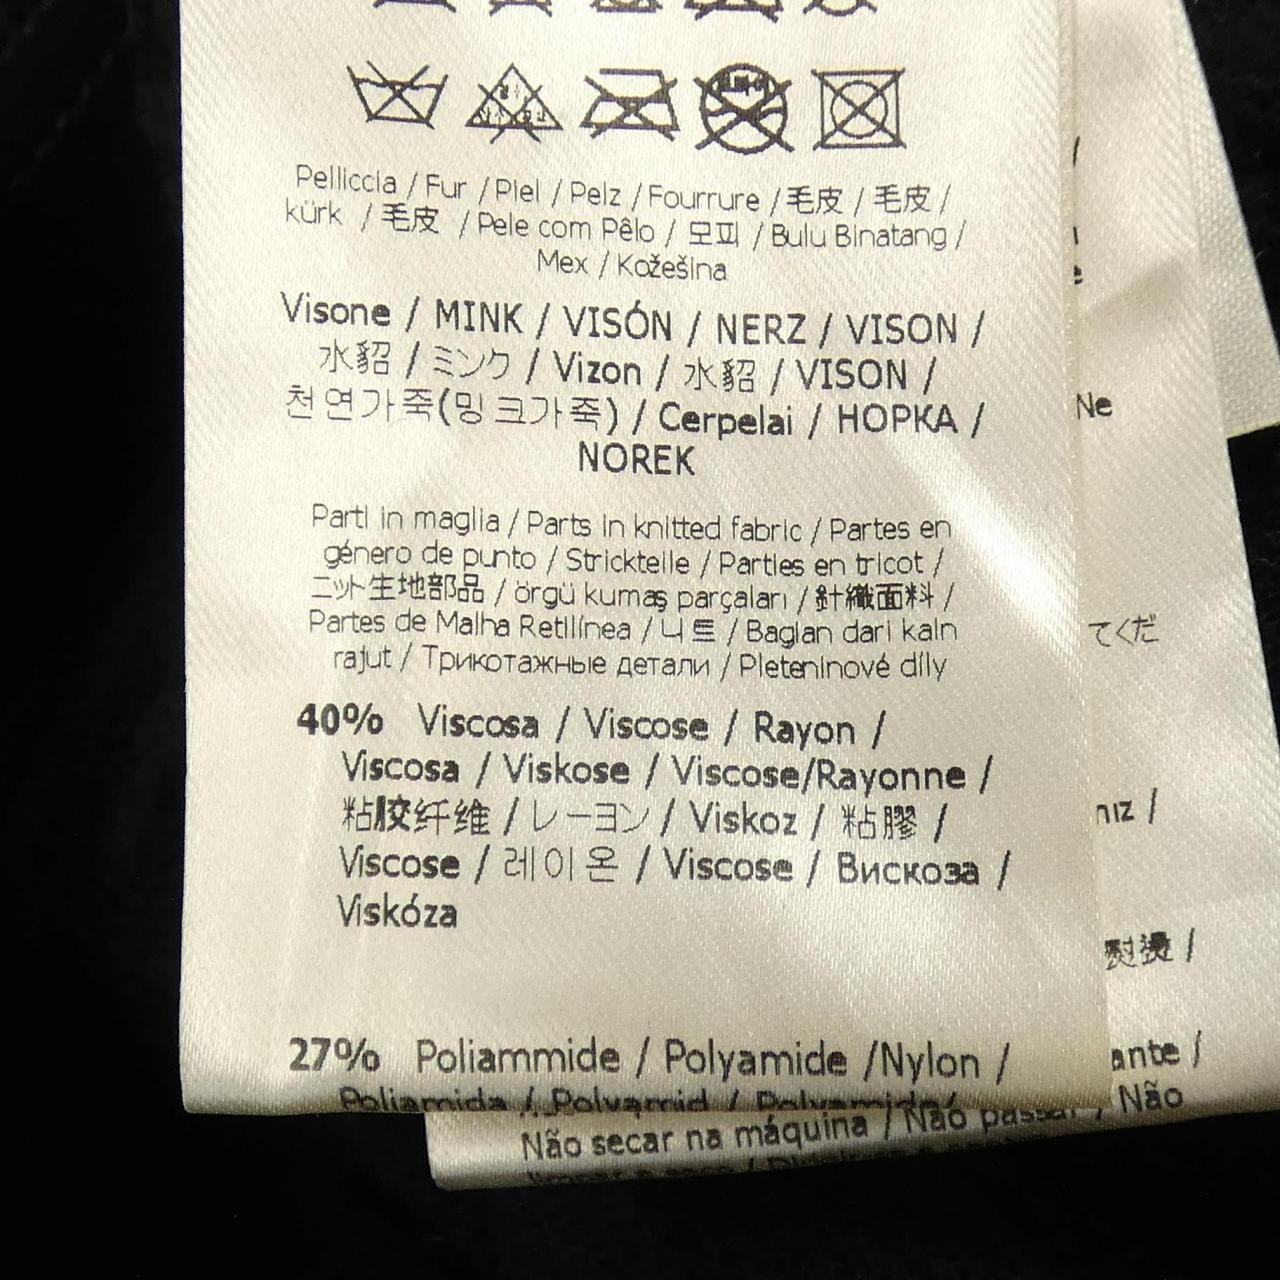 Pelliccia / Fur / Piel / Pelz / Fourrure / 毛皮 / 毛皮 /
kürk / 毛皮 / Pele com Pêlo / 모피 / Bulu Binatang /
Mex / Kožešina
Visone / MINK / VISÓN / NERZ / VISON /
水貂 / ミンク / Vizon / 水貂 / VISON /
천연가죽(밍크가죽) / Cerpelai / НОРКА /
NOREK
Parti in maglia / Parts in knitted fabric / Partes en
género de punto / Strickteile / Parties en tricot /
ニット生地部品 / örgü kumaş parçaları / 針織面料 /
Partes de Malha Retilínea / 니트 / Bagian dari kain
rajut / Трикотажные детали / Pleteninové díly
40% Viscosa / Viscose / Rayon /
Viscosa / Viskose / Viscose/Rayonne /
粘胶纤维 / レーヨン / Viskoz / 粘膠 /
Viscose / 레이온 / Viscose / Вискоза /
Viskóza
27% Poliammide / Polyamide /Nylon /
Poliamida / Polyamid / Polyamide/
Ne
てくだ
nız /
熨燙 /
ante /
Não secar na máquina / Não passar / Não